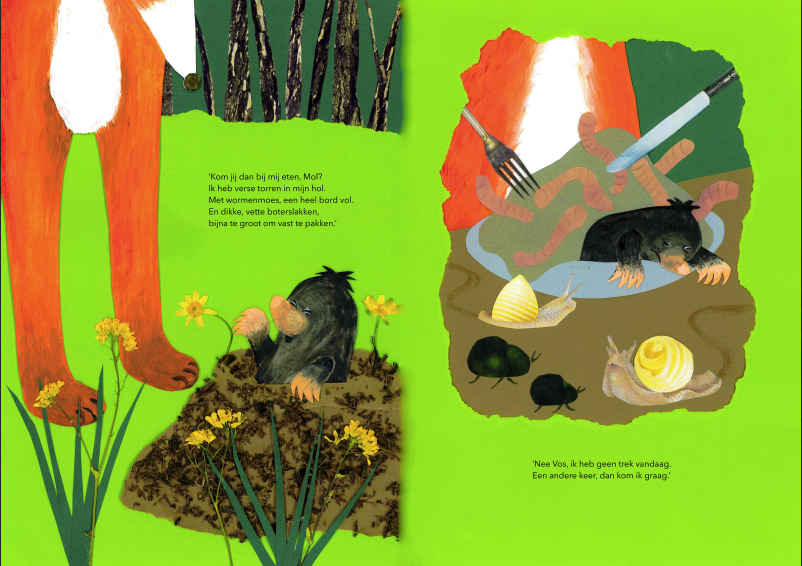 ‘Kom jij dan bij mij eten, Mol?
Ik heb verse torren in mijn hol.
Met wormenmoes, een heel bord vol.
En dikke, vette boterslakken,
bijna te groot om vast te pakken.’
‘Nee Vos, ik heb geen trek vandaag.
Een andere keer, dan kom ik graag.’